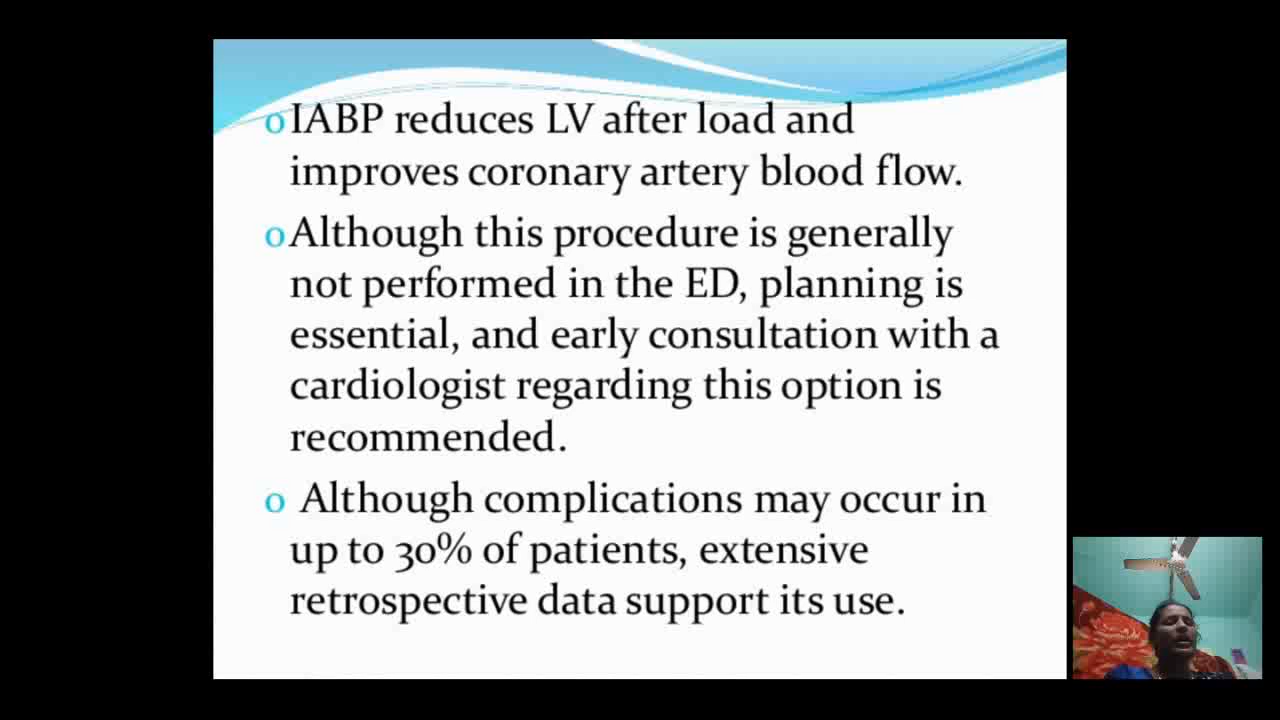 oIABP reduces LV after load and
improves coronary artery blood flow.
oAlthough this procedure is generally
not performed in the ED, planning is
essential, and early consultation with a
cardiologist regarding this option is
recommended.
o Although complications may occur in
up to 30% of patients, extensive
retrospective data support its use.